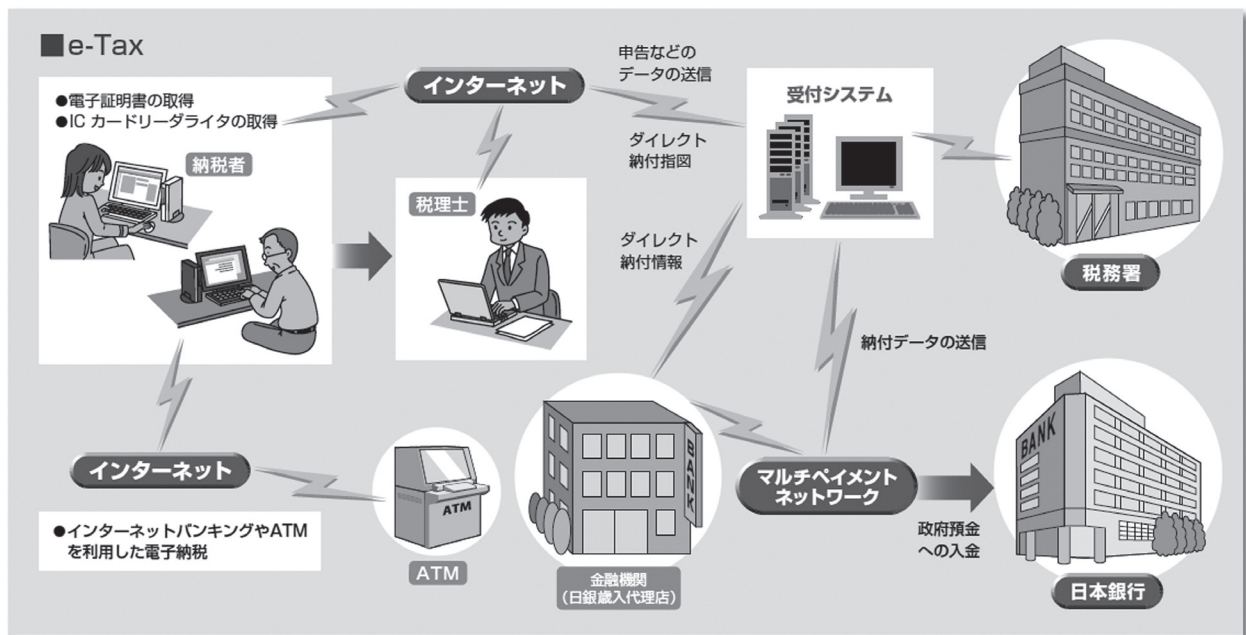 ■e-Tax
●電子証明書の取得
●IC カードリーダライタの取得
納税者
インターネット
税理士
申告などの
データの送信
ダイレクト
納付指図
受付システム
税務署
ダイレクト
納付情報
納付データの送信
インターネット
●インターネットバンキングやATM
を利用した電子納税
ATM
ATM
BANK
金融機関
(日銀歳入代理店)
マルチペイメント
ネットワーク
政府預金
への入金
BANK
日本銀行